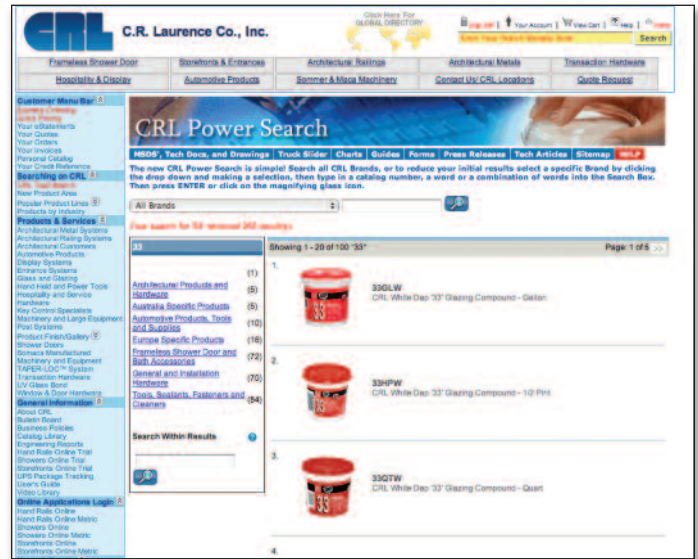 CRL
C.R. Laurence Co., Inc.
Click Here For
GLOBAL DIRECTORY
Your Account | View Cart | Help |
Search
Frameless Shower Door
Storefronts & Entrances
Architectural Railings
Architectural Metals
Transaction Hardware
Hospitality & Display
Automotive Products
Sommer & Maca Machinery
Contact Us/ CRL Locations
Quote Request
Customer Menu Bar
Your eStatements
Your Quotes
Your Orders
Your Invoices
Personal Catalog
Your Credit Reference
Searching on CRL
New Product Area
Popular Product Lines
Products by Industry
Products & Services
Architectural Metal Systems
Architectural Railing Systems
Architectural Customers
Automotive Products
Display Systems
Entrance Systems
Glass and Glazing
Hand Held and Power Tools
Hospitality and Service
Hardware
Key Control Specialists
Machinery and Large Equipment
Post Systems
Product Finish/Gallery
Shower Doors
Somaca Manufactured
Machinery and Equipment
TAPER-LOC™ System
Transaction Hardware
UV Glass Bond
Window & Door Hardware
General Information
About CRL
Bulletin Board
Business Policies
Catalog Library
Engineering Reports
Hand Rails Online Trial
Showers Online Trial
Storefronts Online Trial
UPS Package Tracking
User's Guide
Video Library
Online Applications Login
Hand Rails Online
Hand Rails Online Metric
Showers Online
Showers Online Metric
Storefronts Online
Storefronts Online Metric
CRL Power Search
MSDS', Tech Docs, and Drawings | Truck Slider | Charts | Guides | Forms | Press Releases | Tech Articles | Sitemap | HELP
The new CRL Power Search is simple! Search all CRL Brands, or to reduce your initial results select a specific Brand by clicking
the drop down and making a selection, then type in a catalog number, a word or a combination of words into the Search Box.
Then press ENTER or click on the magnifying glass icon.
All Brands
33
(1)
Architectural Products and
Hardware (5)
Australia Specific Products (5)
Automotive Products, Tools
and Supplies (10)
Europe Specific Products (16)
Frameless Shower Door and
Bath Accessories (72)
General and Installation
Hardware (70)
Tools, Sealants, Fasteners and
Cleaners (84)
Search Within Results
Showing 1 - 20 of 100 "33"
Page: 1 of 5 >>
1.
33
33GLW
CRL White Dap '33' Glazing Compound - Gallon
2.
33
33HPW
CRL White Dap '33' Glazing Compound - 1/2 Pint
3.
33
33QTW
CRL White Dap '33' Glazing Compound - Quart
4.